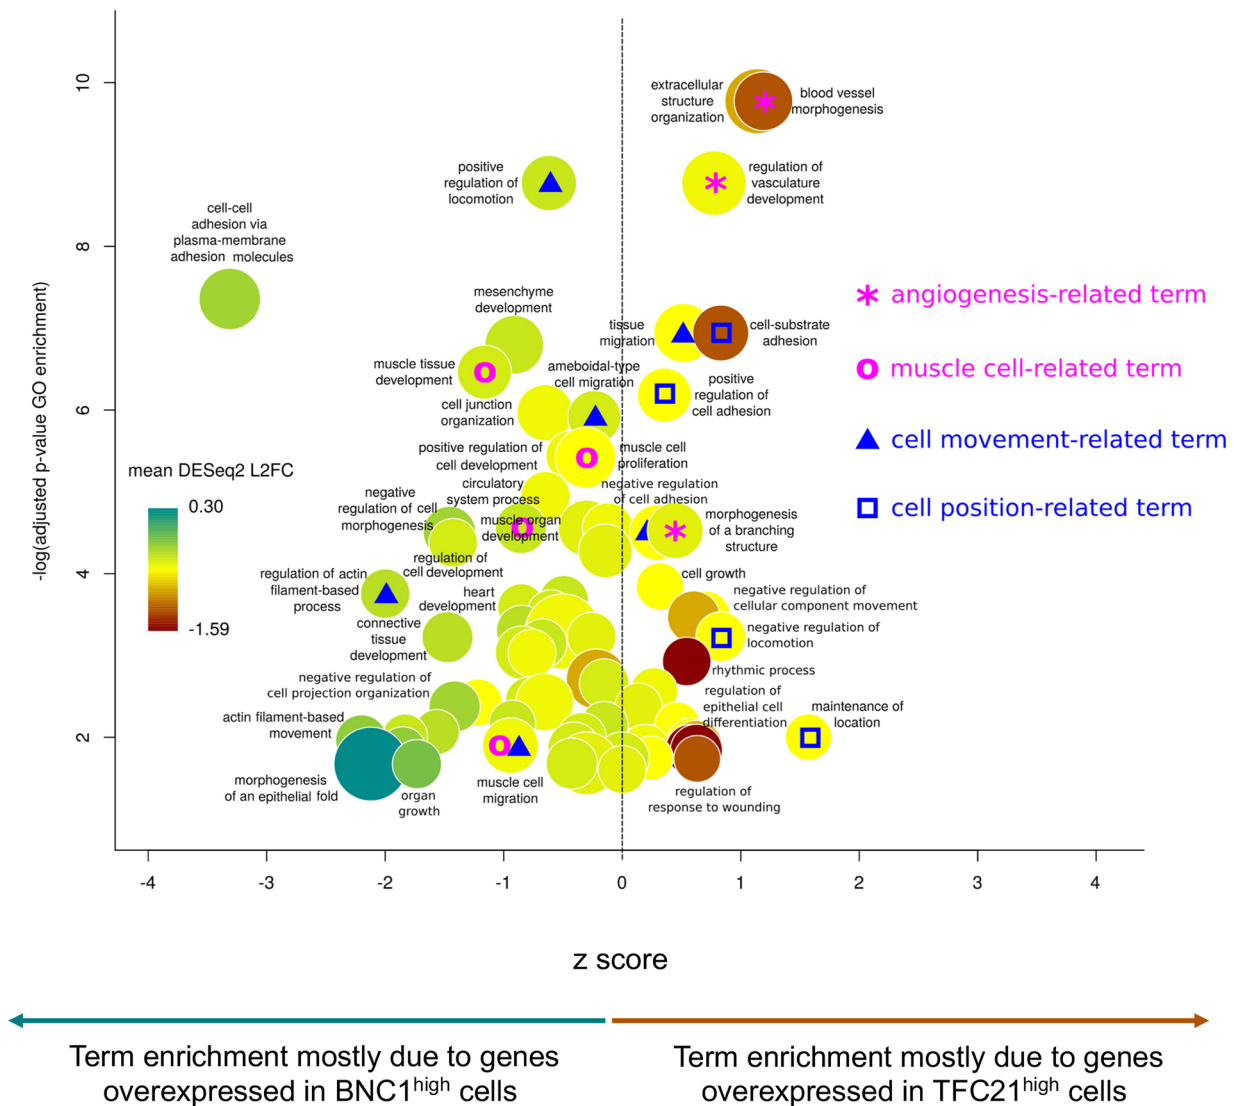 10
8
6
4
2
-log(adjusted p-value GO enrichment)
extracellular
structure
organization
blood vessel
morphogenesis
positive
regulation of
locomotion
regulation of
vasculature
development
cell-cell
adhesion via
plasma-membrane
adhesion molecules
mesenchyme
development
tissue
migration
cell-substrate
adhesion
muscle tissue
development
ameboidal-type
cell migration
positive
regulation of
cell adhesion
cell junction
organization
positive regulation of
cell development
muscle cell
proliferation
circulatory
system process
negative regulation
of cell adhesion
negative
regulation of cell
morphogenesis
muscle organ
development
morphogenesis
of a branching
structure
regulation of
cell development
cell growth
regulation of actin
filament-based
process
heart
development
negative regulation of
cellular component movement
connective
tissue
development
negative regulation of
locomotion
rhythmic process
negative regulation of
cell projection organization
regulation of
epithelial cell
differentiation
maintenance of
location
actin filament-based
movement
morphogenesis
of an epithelial fold
organ
growth
muscle cell
migration
regulation of
response to wounding
mean DESeq2 L2FC
0.30
-1.59
* angiogenesis-related term
o muscle cell-related term
cell movement-related term
cell position-related term
-4 -3 -2 -1 0 1 2 3 4
z score
Term enrichment mostly due to genes
overexpressed in BNC1high cells
Term enrichment mostly due to genes
overexpressed in TFC21high cells